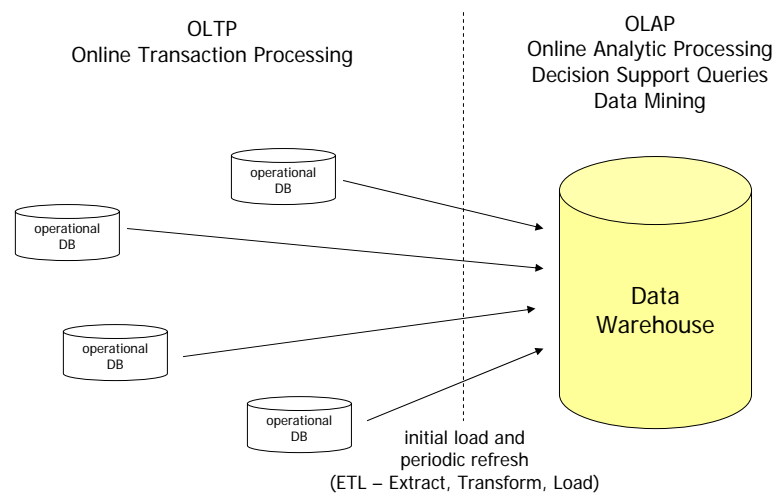 OLTP
Online Transaction Processing
OLAP
Online Analytic Processing
Decision Support Queries
Data Mining
operational
DB
operational
DB
operational
DB
operational
DB
Data
Warehouse
initial load and
periodic refresh
(ETL – Extract, Transform, Load)